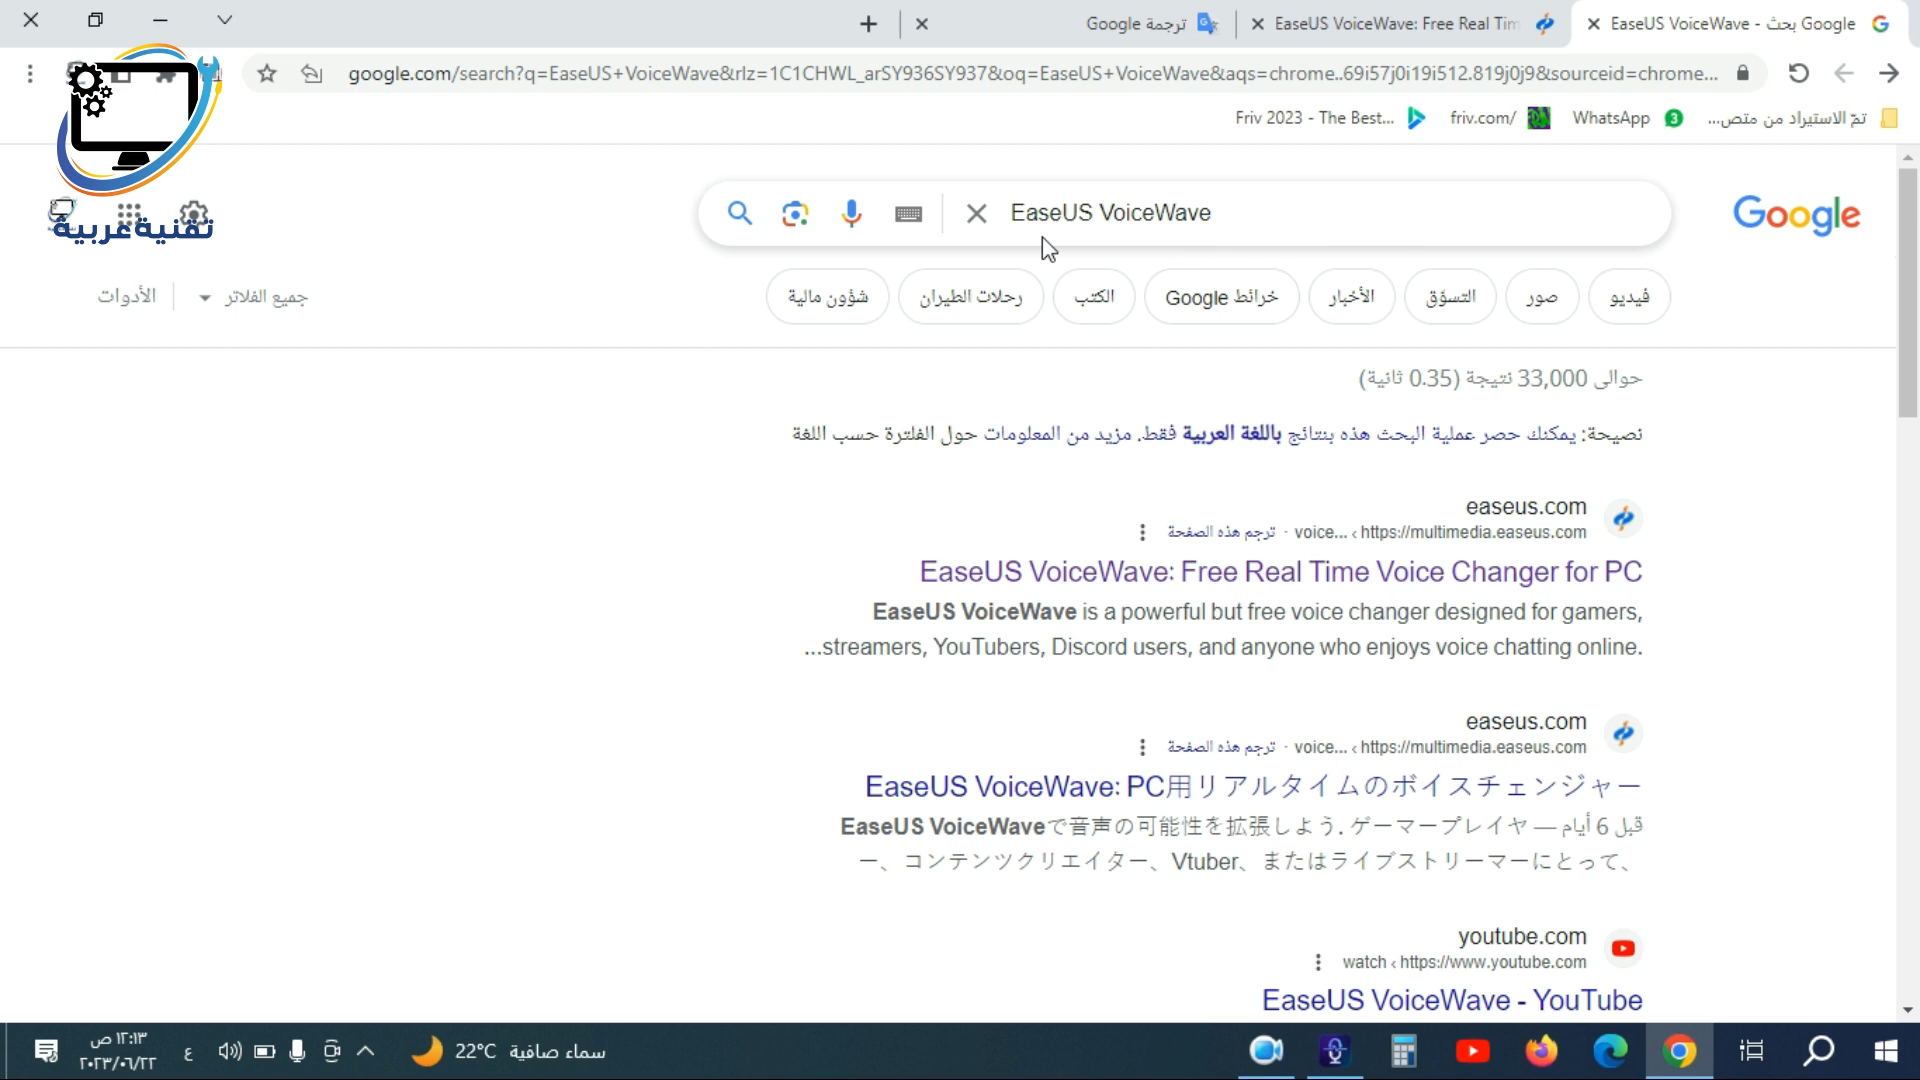 EaseUS VoiceWave - بحث Google
EaseUS VoiceWave: Free Real Tim
ترجمة Google
google.com/search?q=EaseUS+VoiceWave&rlz=1C1CHWL_arSY936SY937&oq=EaseUS+VoiceWave&aqs=chrome..69i57j0i19i512.819j0j9&sourceid=chrome...
تمّ الاستيراد من متص...
WhatsApp
3
friv.com/
Friv 2023 - The Best...
تقنية عربية
Google
EaseUS VoiceWave
فيديو
صور
التسوّق
الأخبار
خرائط Google
الكتب
رحلات الطيران
شؤون مالية
جميع الفلاتر
الأدوات
حوالى 33,000 نتيجة (0.35 ثانية)
نصيحة: يمكنك حصر عملية البحث هذه بنتائج باللغة العربية فقط. مزيد من المعلومات حول الفلترة حسب اللغة
easeus.com
https://multimedia.easeus.com › voice... · ترجم هذه الصفحة
EaseUS VoiceWave: Free Real Time Voice Changer for PC
EaseUS VoiceWave is a powerful but free voice changer designed for gamers,
streamers, YouTubers, Discord users, and anyone who enjoys voice chatting online....
easeus.com
https://multimedia.easeus.com › voice... · ترجم هذه الصفحة
EaseUS VoiceWave: PC用リアルタイムのボイスチェンジャー
قبل 6 أيام — EaseUS VoiceWaveで音声の可能性を拡張しよう. ゲーマープレイヤ
ー、コンテンツクリエイター、Vtuber、またはライブストリーマーにとって、
youtube.com
https://www.youtube.com › watch
EaseUS VoiceWave - YouTube
سماء صافية 22°C
ع
١٢:١٣ ص
٢٠٢٣/٠٦/٢٢